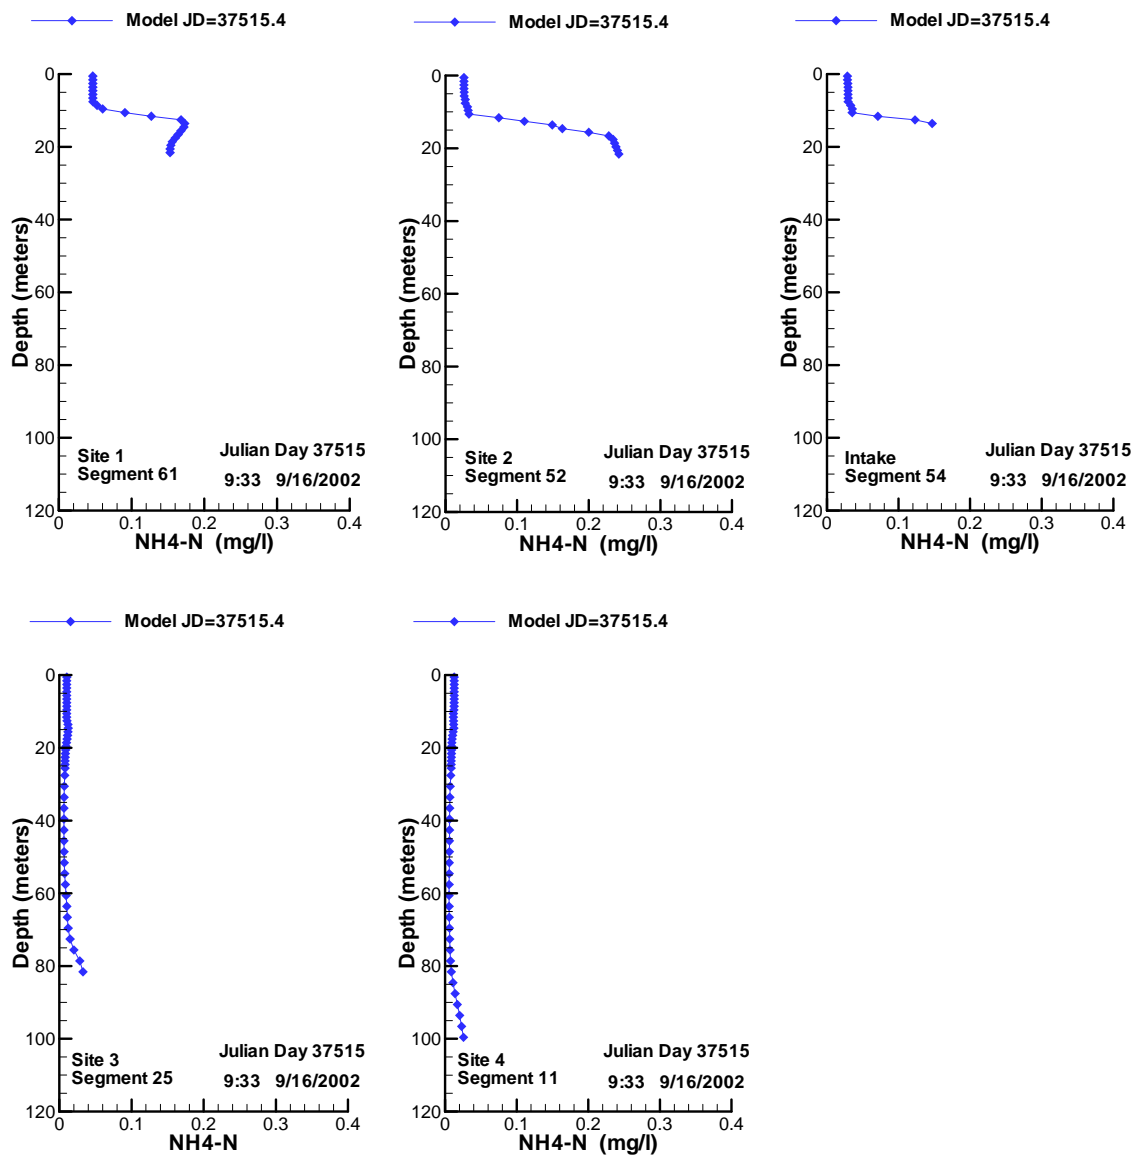 Model JD=37515.4
0
20
40
60
80
100
120
Depth (meters)
Site 1
Segment 61
Julian Day 37515
9:33 9/16/2002
0 0.1 0.2 0.3 0.4
NH4-N (mg/l)
Model JD=37515.4
0
20
40
60
80
100
120
Depth (meters)
Site 2
Segment 52
Julian Day 37515
9:33 9/16/2002
0 0.1 0.2 0.3 0.4
NH4-N (mg/l)
Model JD=37515.4
0
20
40
60
80
100
120
Depth (meters)
Intake
Segment 54
Julian Day 37515
9:33 9/16/2002
0 0.1 0.2 0.3 0.4
NH4-N (mg/l)
Model JD=37515.4
0
20
40
60
80
100
120
Depth (meters)
Site 3
Segment 25
Julian Day 37515
9:33 9/16/2002
0 0.1 0.2 0.3 0.4
NH4-N
Model JD=37515.4
0
20
40
60
80
100
120
Depth (meters)
Site 4
Segment 11
Julian Day 37515
9:33 9/16/2002
0 0.1 0.2 0.3 0.4
NH4-N (mg/l)